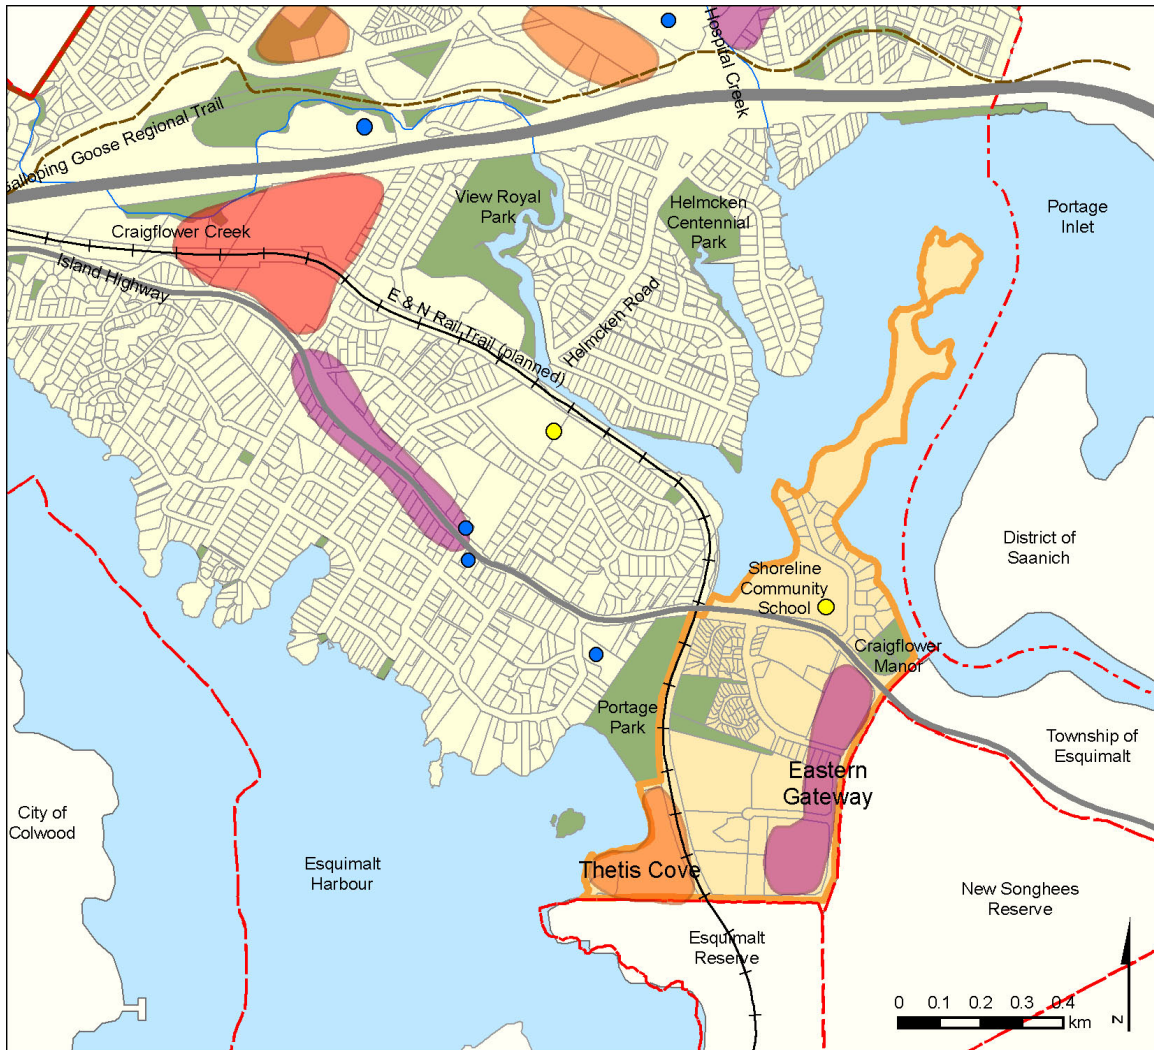 Hospital Creek
Galloping Goose Regional Trail
View Royal
Park
Helmcken
Centennial
Park
Portage
Inlet
Craigflower Creek
Island Highway
E & N Rail Trail (planned)
Helmcken Road
District of
Saanich
Shoreline
Community
School
Craigflower
Manor
Portage
Park
Township of
Esquimalt
Eastern
Gateway
City of
Colwood
Esquimalt
Harbour
Thetis Cove
New Songhees
Reserve
Esquimalt
Reserve
0 0.1 0.2 0.3 0.4
km
N